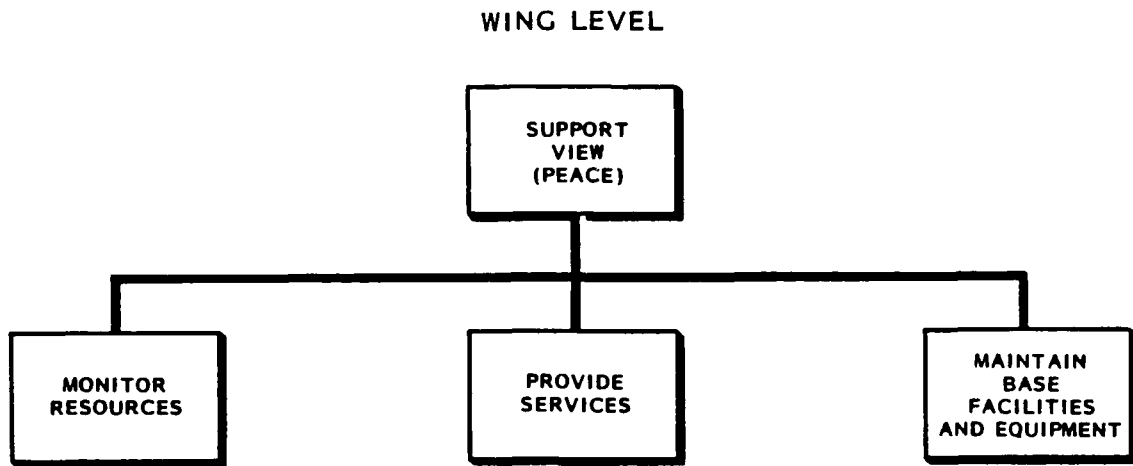 WING LEVEL
SUPPORT
VIEW
(PEACE)
MONITOR
RESOURCES
PROVIDE
SERVICES
MAINTAIN
BASE
FACILITIES
AND EQUIPMENT